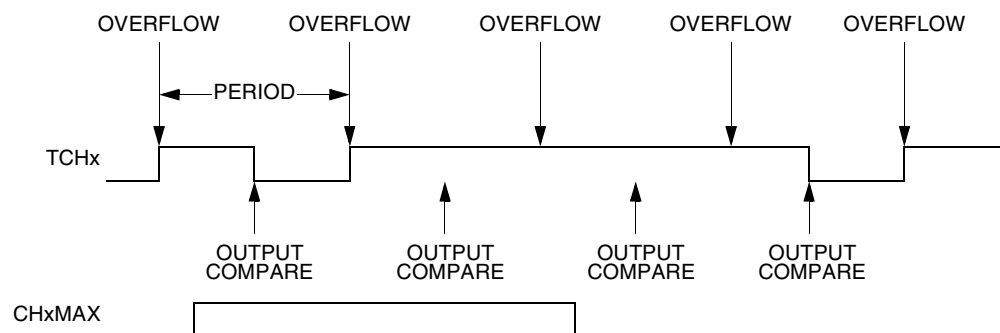 OVERFLOW OVERFLOW OVERFLOW OVERFLOW OVERFLOW
PERIOD
TCHx
OUTPUT COMPARE
OUTPUT COMPARE
OUTPUT COMPARE
OUTPUT COMPARE
CHxMAX